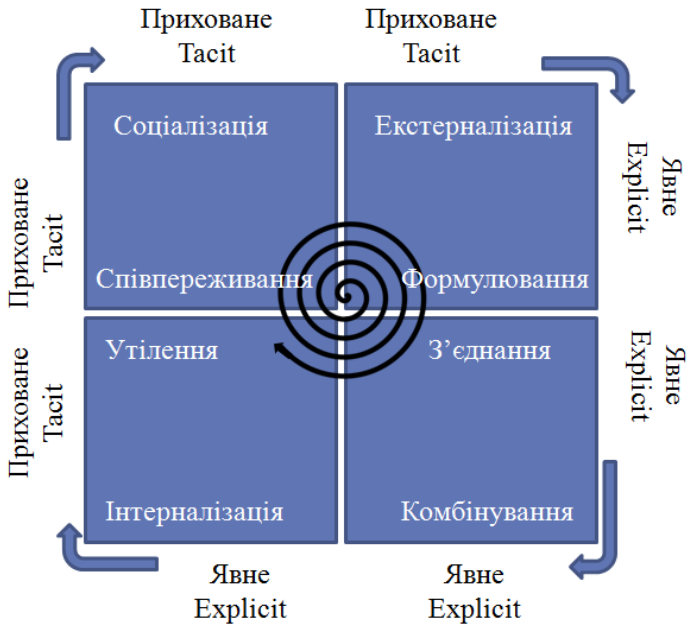 Приховане
Tacit
Приховане
Tacit
Соціалізація
Екстерналізація
Явне
Explicit
Приховане
Tacit
Співпереживання
Формулювання
Утілення
З’єднання
Явне
Explicit
Приховане
Tacit
Інтерналізація
Комбінування
Явне
Explicit
Явне
Explicit